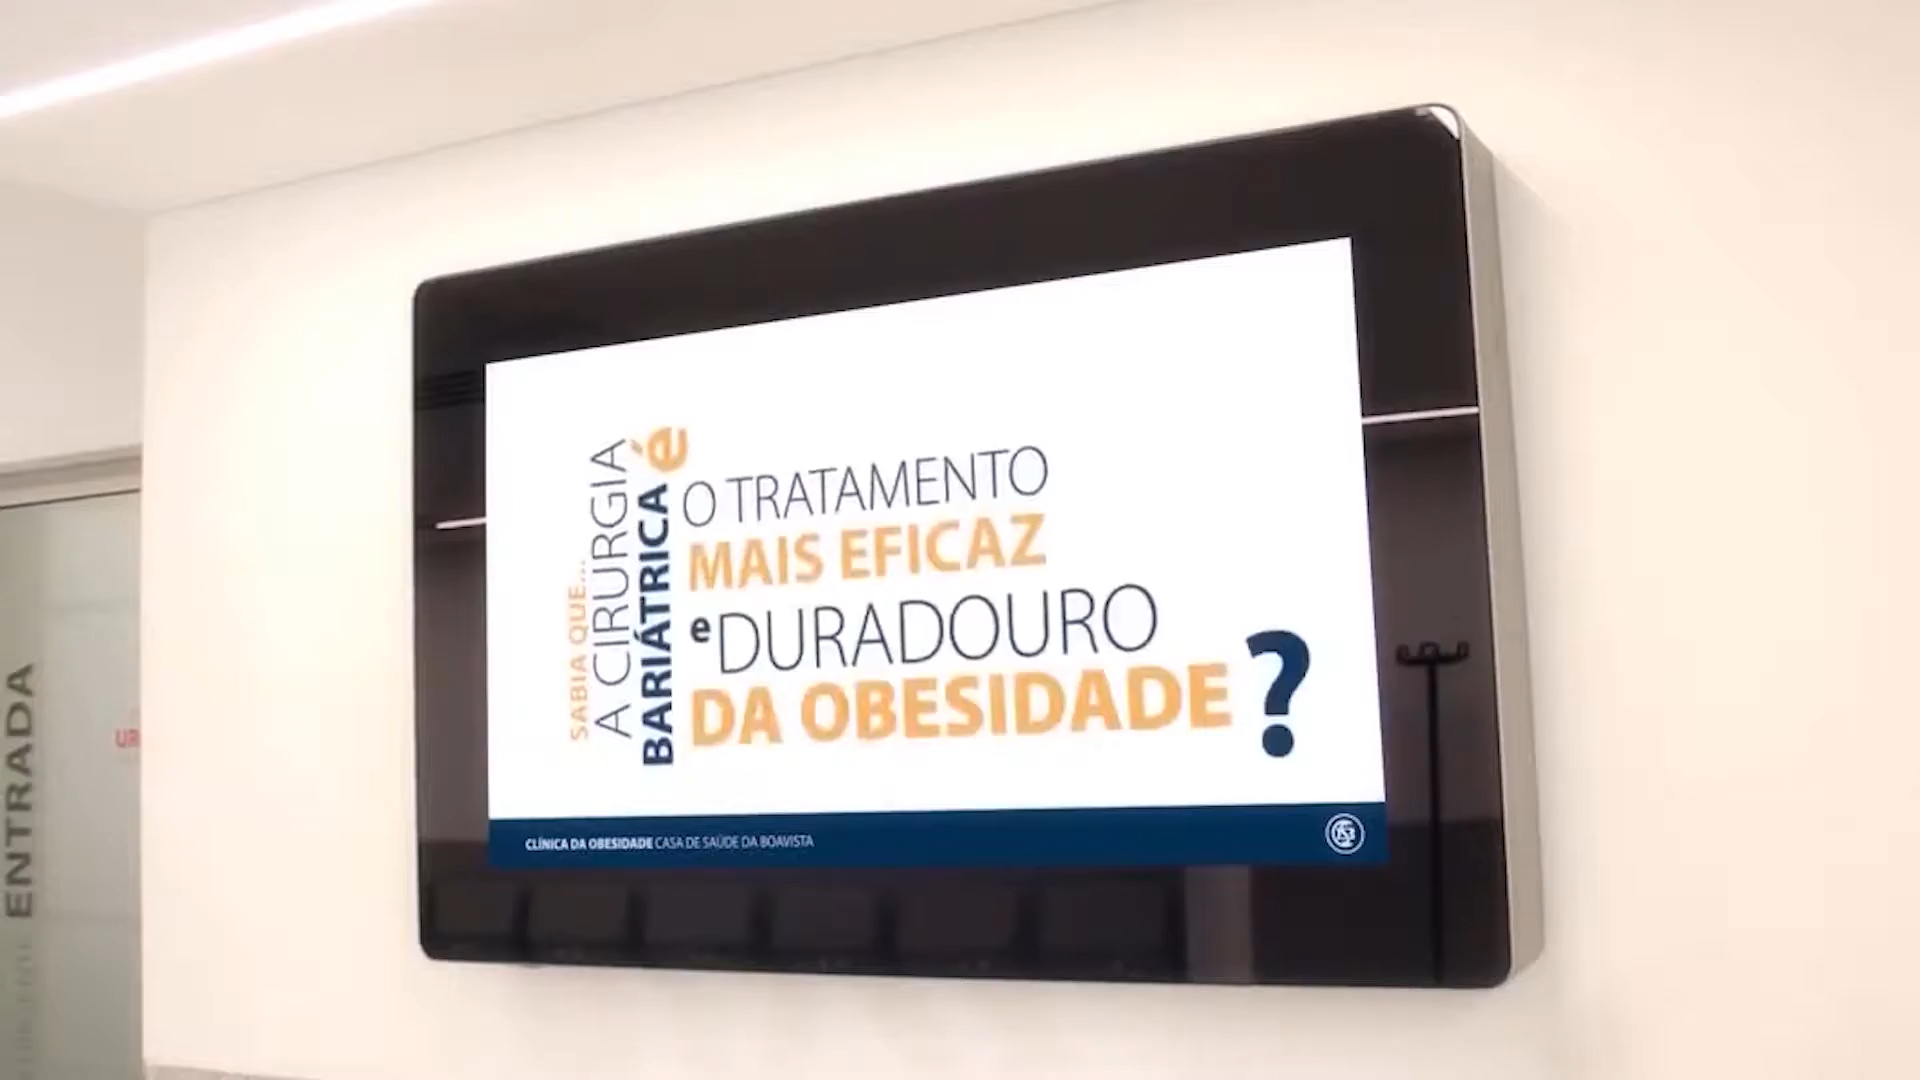 SABIA QUE...
A CIRURGIA
BARIÁTRICA é
O TRATAMENTO
MAIS EFICAZ
e DURADOURO
DA OBESIDADE?
CLÍNICA DA OBESIDADE CASA DE SAÚDE DA BOAVISTA
ENTRADA
UR